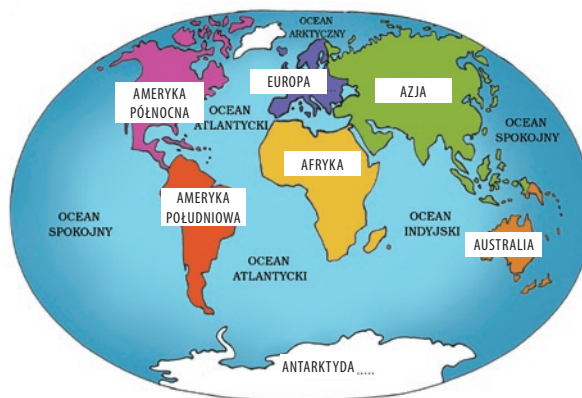 OCEAN
ARKTYCZNY
EUROPA
AZJA
AMERYKA
PÓŁNOCNA
OCEAN
ATLANTYCKI
OCEAN
SPOKOJNY
AFRYKA
AMERYKA
POŁUDNIOWA
OCEAN
SPOKOJNY
OCEAN
INDYJSKI
AUSTRALIA
OCEAN
ATLANTYCKI
ANTARKTYDA .....